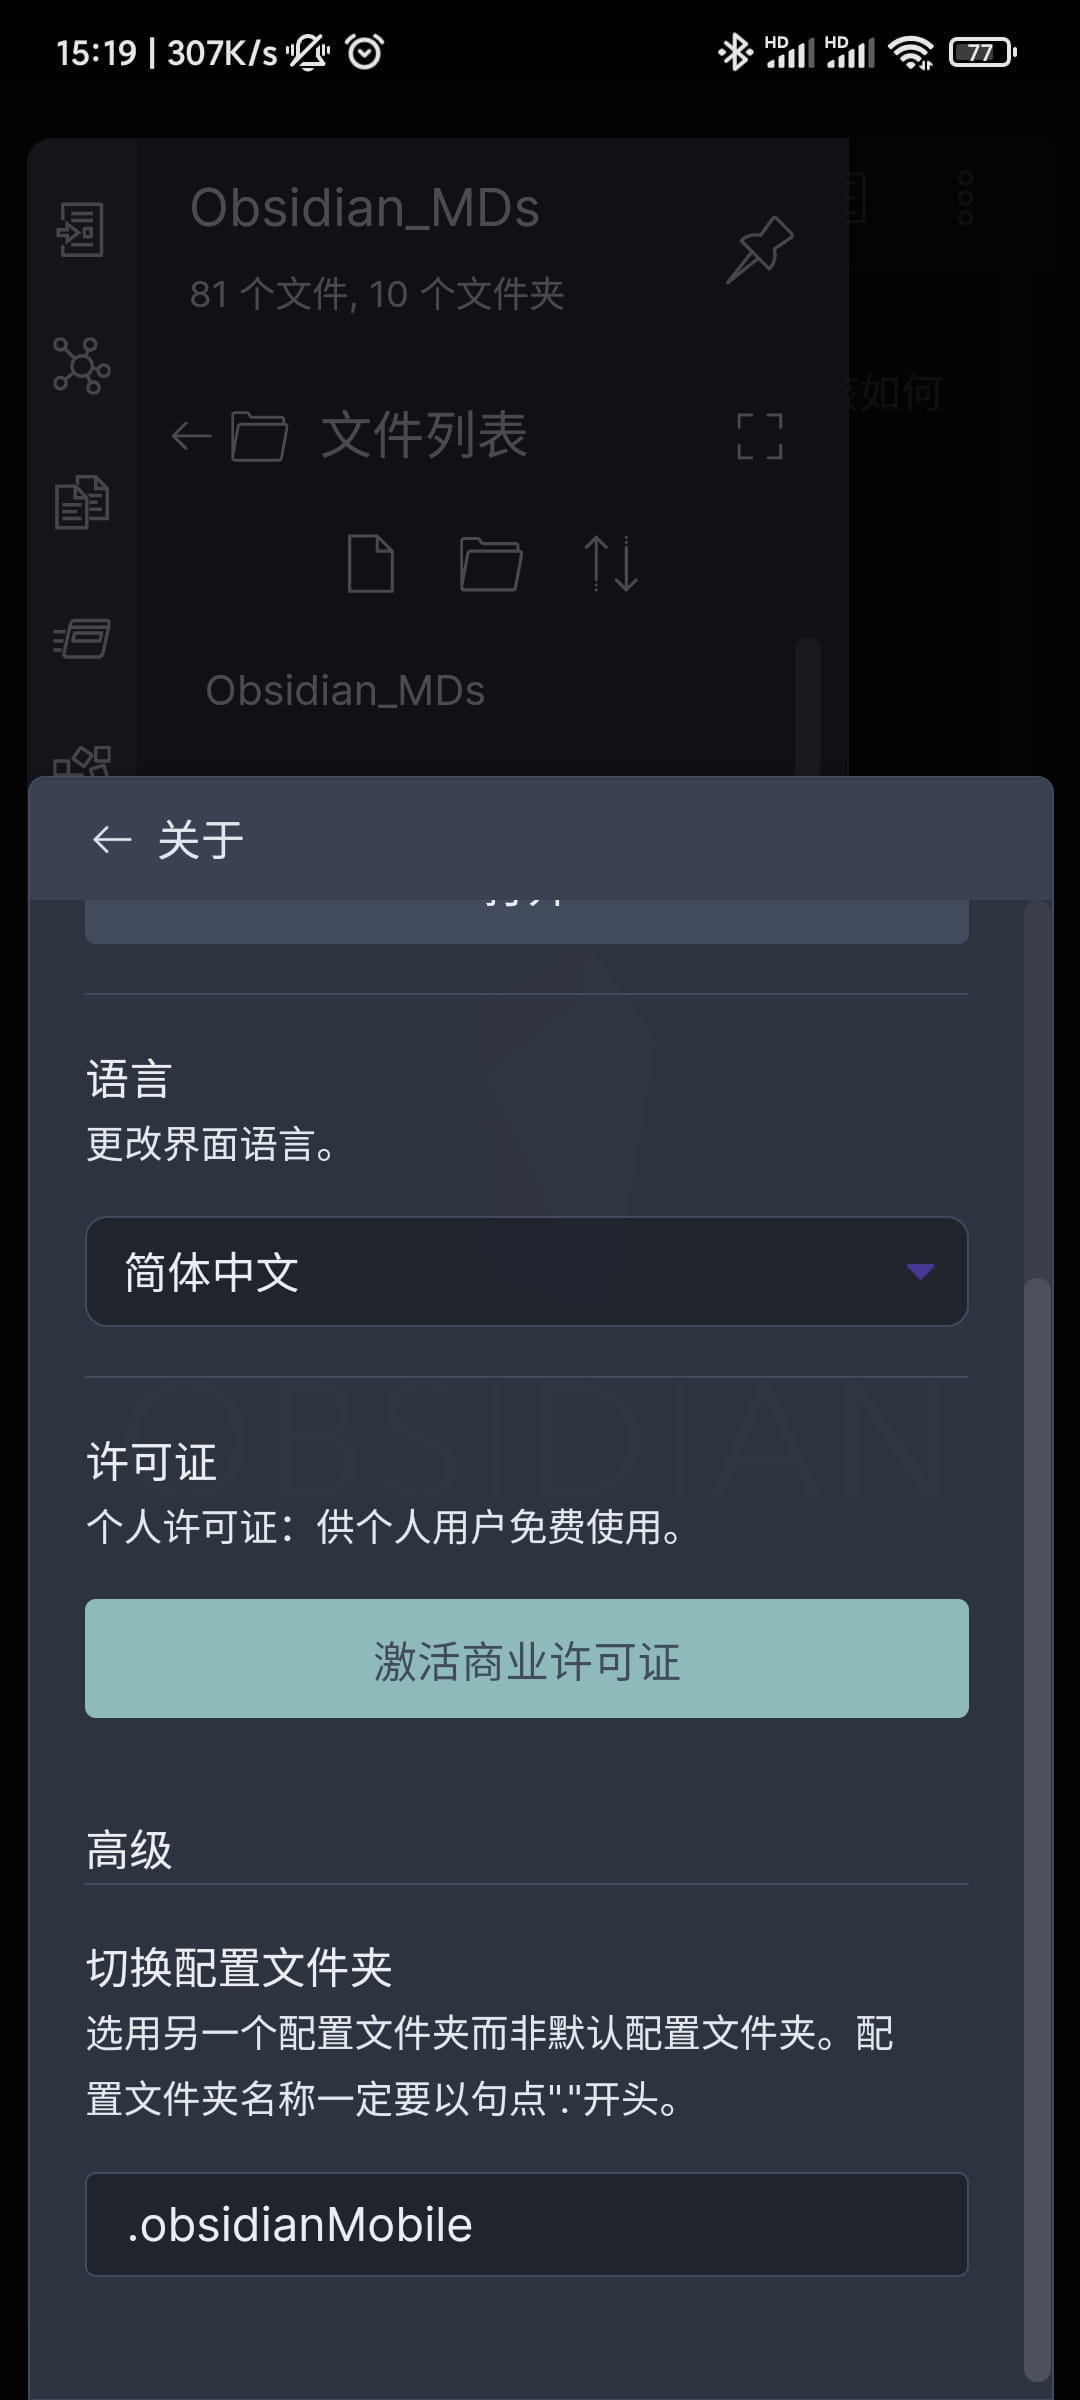 15:19 | 307K/s
HD HD 77
Obsidian_MDs
81 个文件, 10 个文件夹
如何
文件列表
Obsidian_MDs
关于
语言
更改界面语言。
简体中文
OBSIDIAN
许可证
个人许可证：供个人用户免费使用。
激活商业许可证
高级
切换配置文件夹
选用另一个配置文件夹而非默认配置文件夹。配
置文件夹名称一定要以句点"."开头。
.obsidianMobile